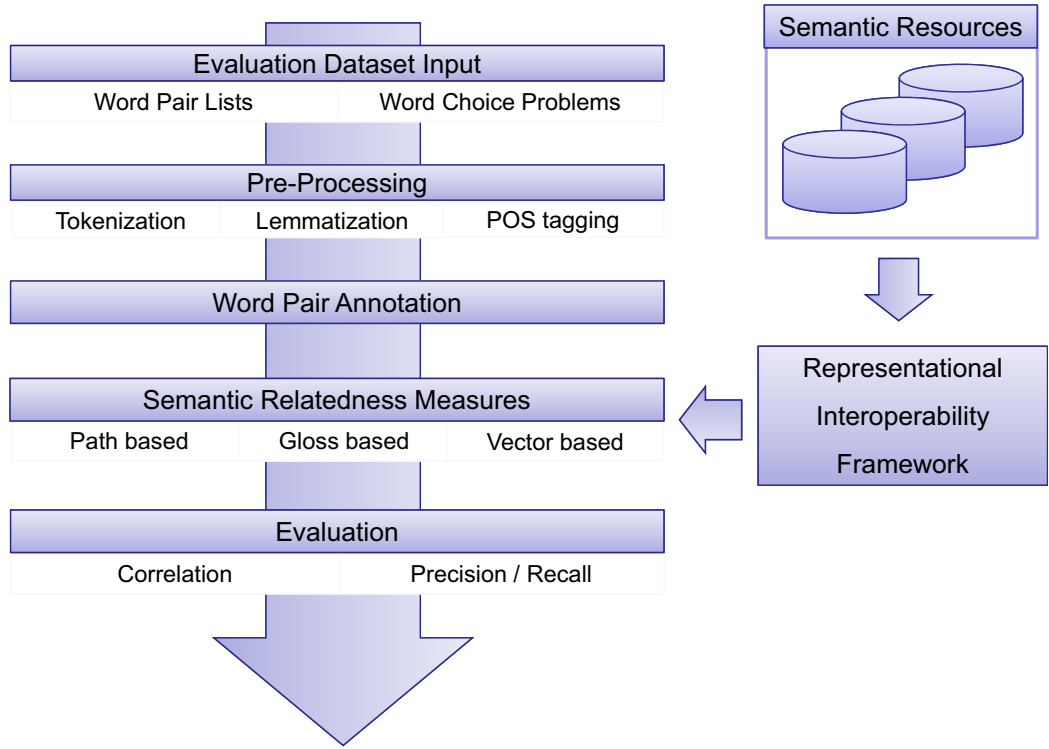 Evaluation Dataset Input
Word Pair Lists
Word Choice Problems
Pre-Processing
Tokenization
Lemmatization
POS tagging
Word Pair Annotation
Semantic Relatedness Measures
Path based
Gloss based
Vector based
Evaluation
Correlation
Precision / Recall
Semantic Resources
Representational
Interoperability
Framework